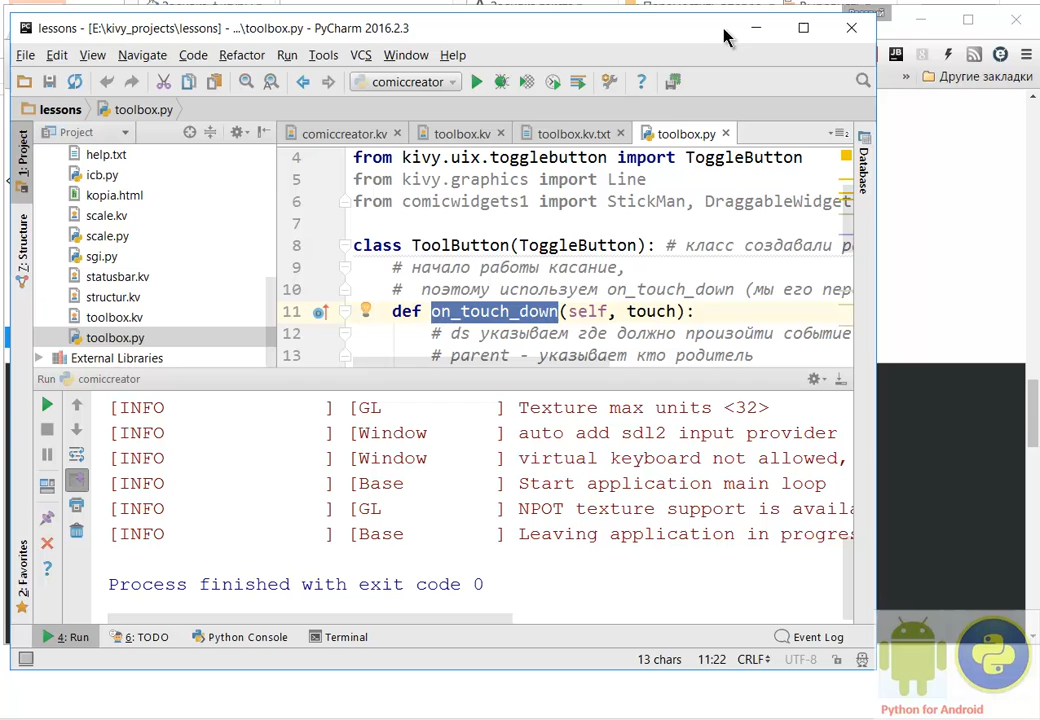 lessons - [E:\kivy_projects\lessons] - ...\toolbox.py - PyCharm 2016.2.3
File Edit View Navigate Code Refactor Run Tools VCS Window Help
comiccreator
» Другие закладки
lessons toolbox.py
1: Project
Z: Structure
2: Favorites
Project
help.txt
icb.py
kopia.html
scale.kv
scale.py
sgi.py
statusbar.kv
structur.kv
toolbox.kv
toolbox.py
External Libraries
comiccreator.kv toolbox.kv toolbox.kv.txt toolbox.py
Database
4 from kivy.uix.togglebutton import ToggleButton
5 from kivy.graphics import Line
6 from comicwidgets1 import StickMan, DraggableWidget
7
8 class ToolButton(ToggleButton): # класс создавали р
9 # начало работы касание,
10 # поэтому используем on_touch_down (мы его пер
11 def on_touch_down(self, touch):
12 # ds указываем где должно произойти событие
13 # parent - указывает кто родитель
Run comiccreator
[INFO ] [GL ] Texture max units <32>
[INFO ] [Window ] auto add sdl2 input provider
[INFO ] [Window ] virtual keyboard not allowed,
[INFO ] [Base ] Start application main loop
[INFO ] [GL ] NPOT texture support is availa
[INFO ] [Base ] Leaving application in progres
Process finished with exit code 0
4: Run 6: TODO Python Console Terminal Event Log
13 chars 11:22 CRLF UTF-8
Python for Android